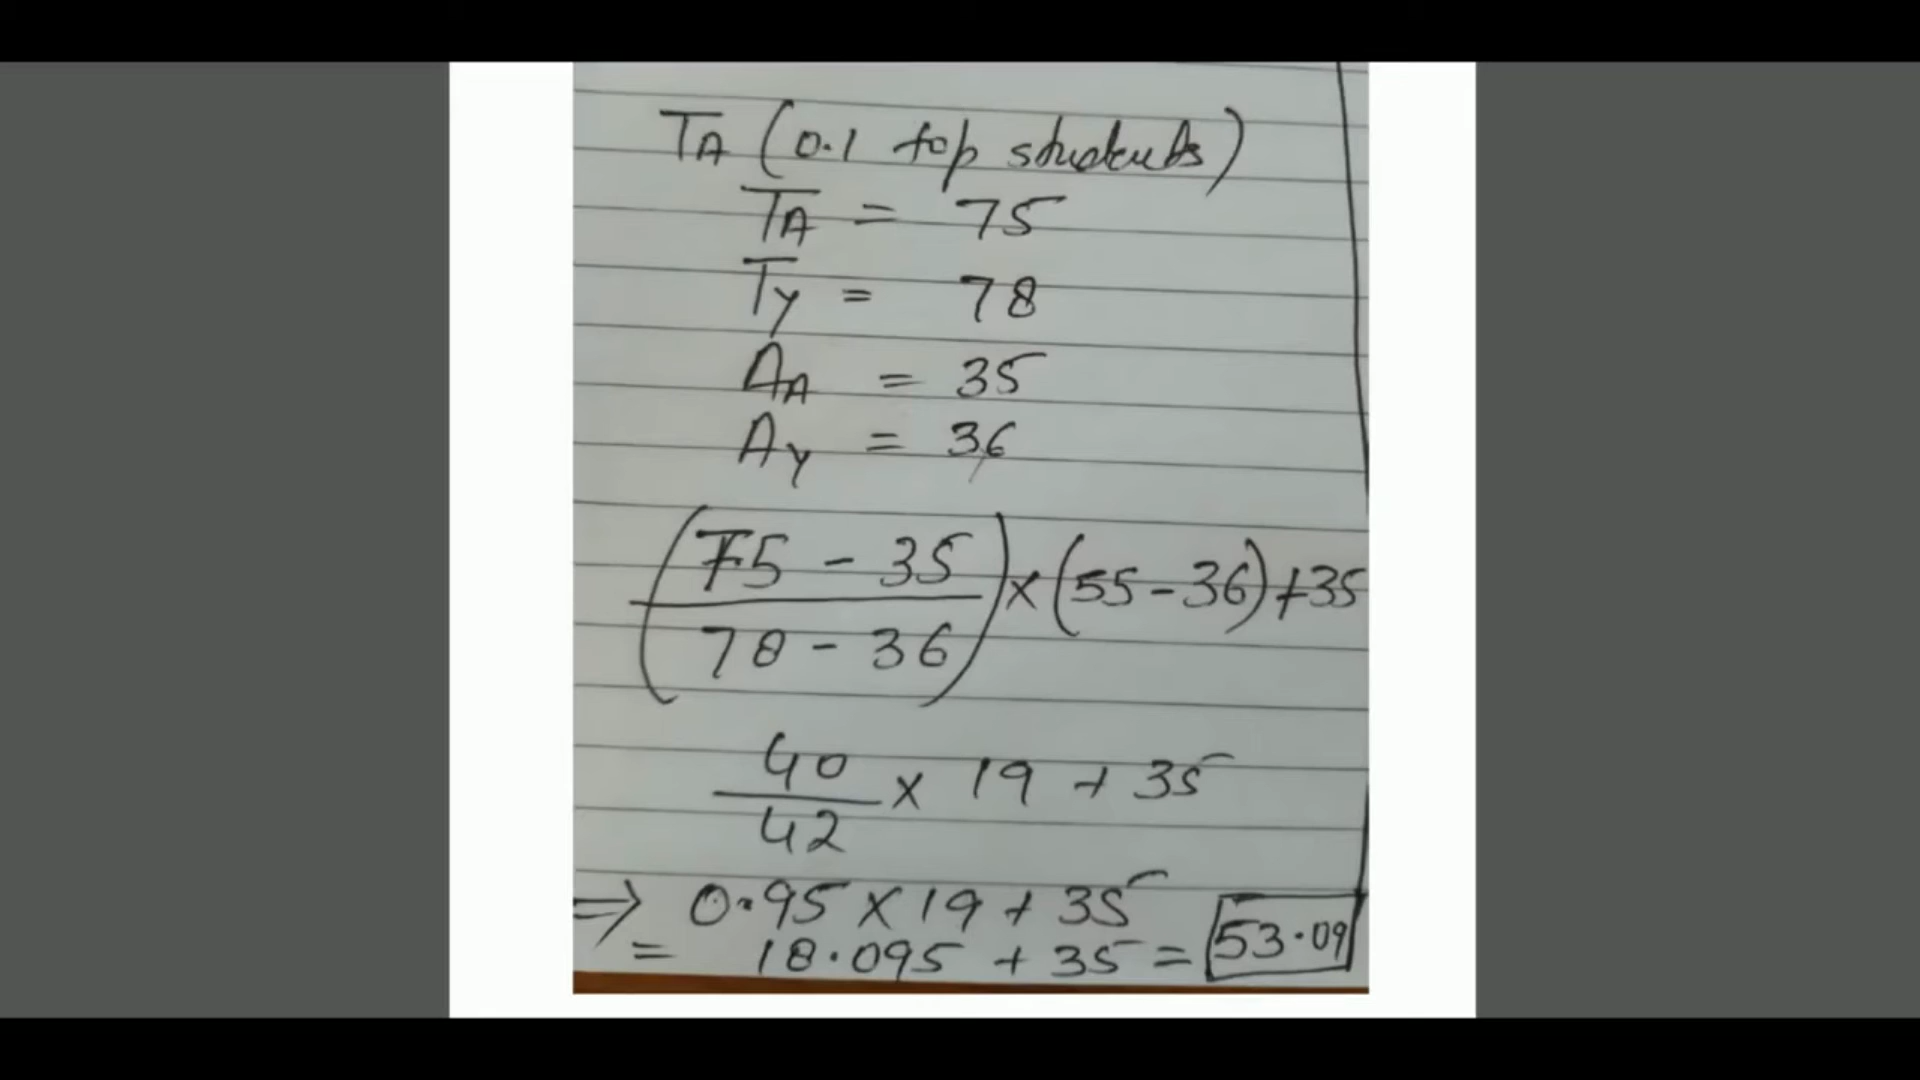 TA (0.1 top students)
TA = 75
Ty = 78
AA = 35
Ay = 36
(75 - 35 / 78 - 36) x (55 - 36) + 35
40 / 42 x 19 + 35
⇒ 0.95 x 19 + 35
= 18.095 + 35 = 53.09